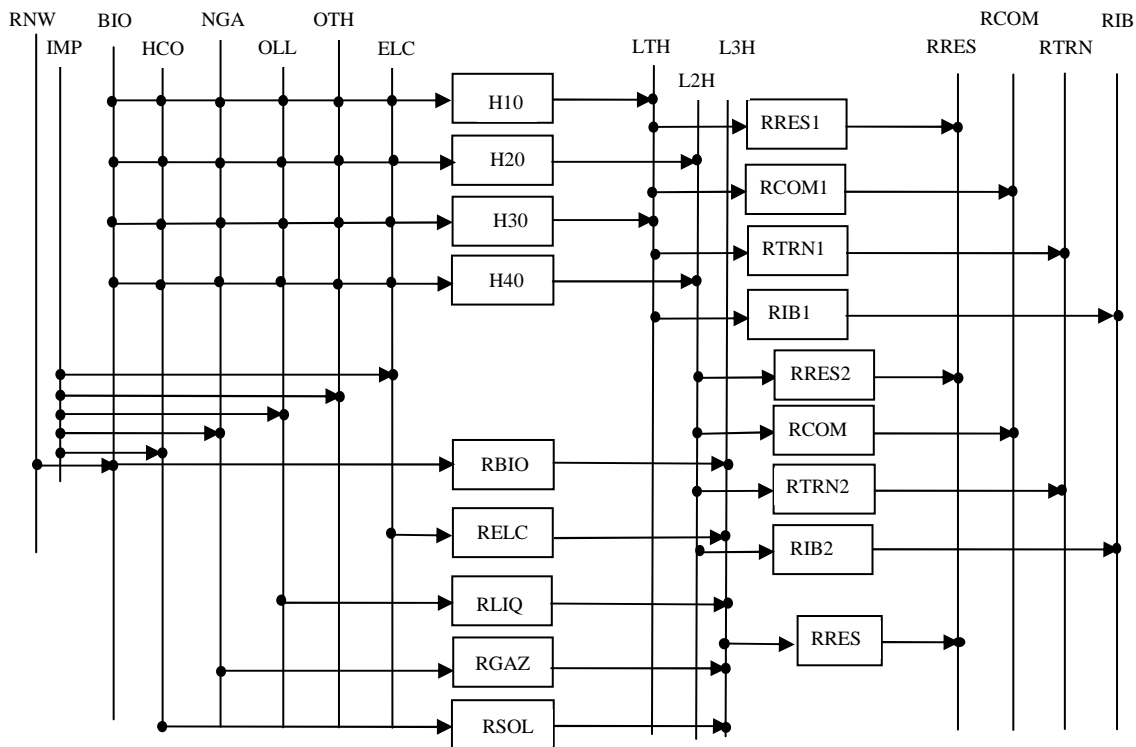 RNW BIO NGA OTH RCOM RIB
IMP HCO OLL ELC LTH L3H RRES RTRN
L2H
H10
RRES1
H20
RCOM1
H30
RTRN1
H40
RIB1
RRES2
RCOM
RBIO
RTRN2
RELC
RIB2
RLIQ
RRES
RGAZ
RSOL